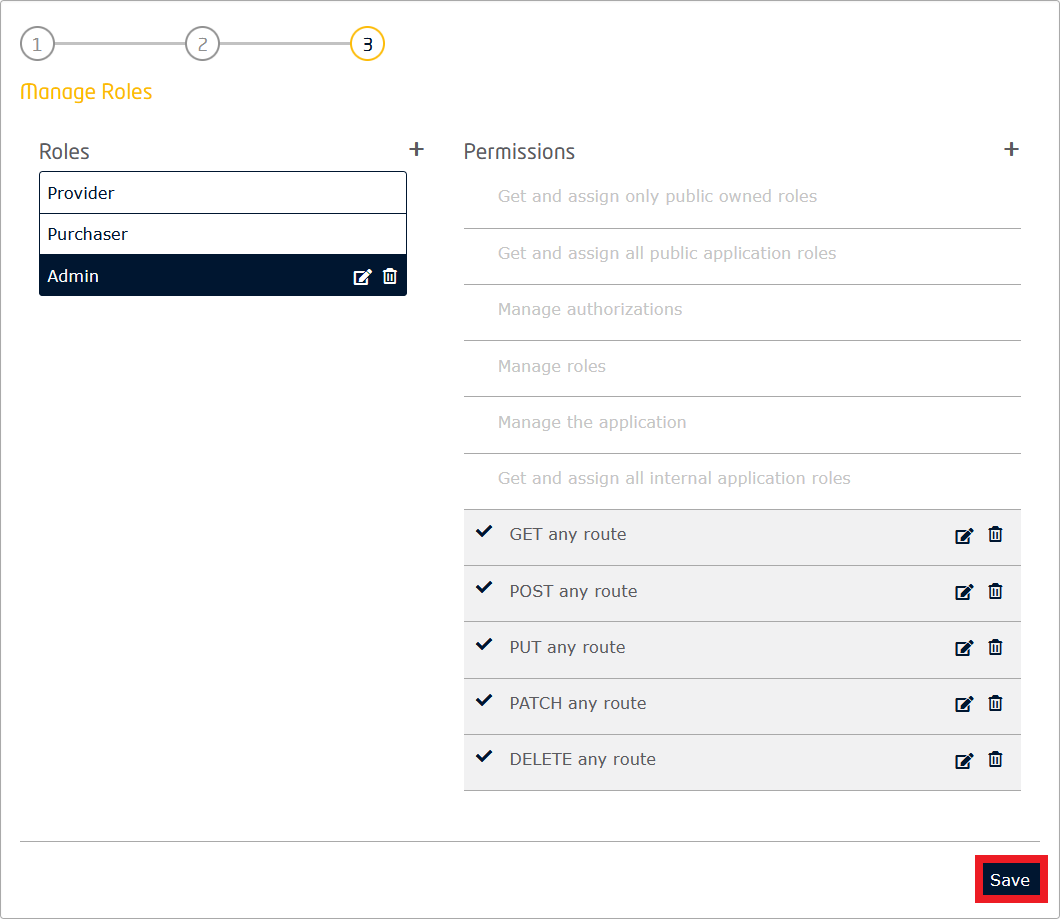 1
2
3
Manage Roles
Roles
+
Provider
Purchaser
Admin
Permissions
+
Get and assign only public owned roles
Get and assign all public application roles
Manage authorizations
Manage roles
Manage the application
Get and assign all internal application roles
GET any route
POST any route
PUT any route
PATCH any route
DELETE any route
Save